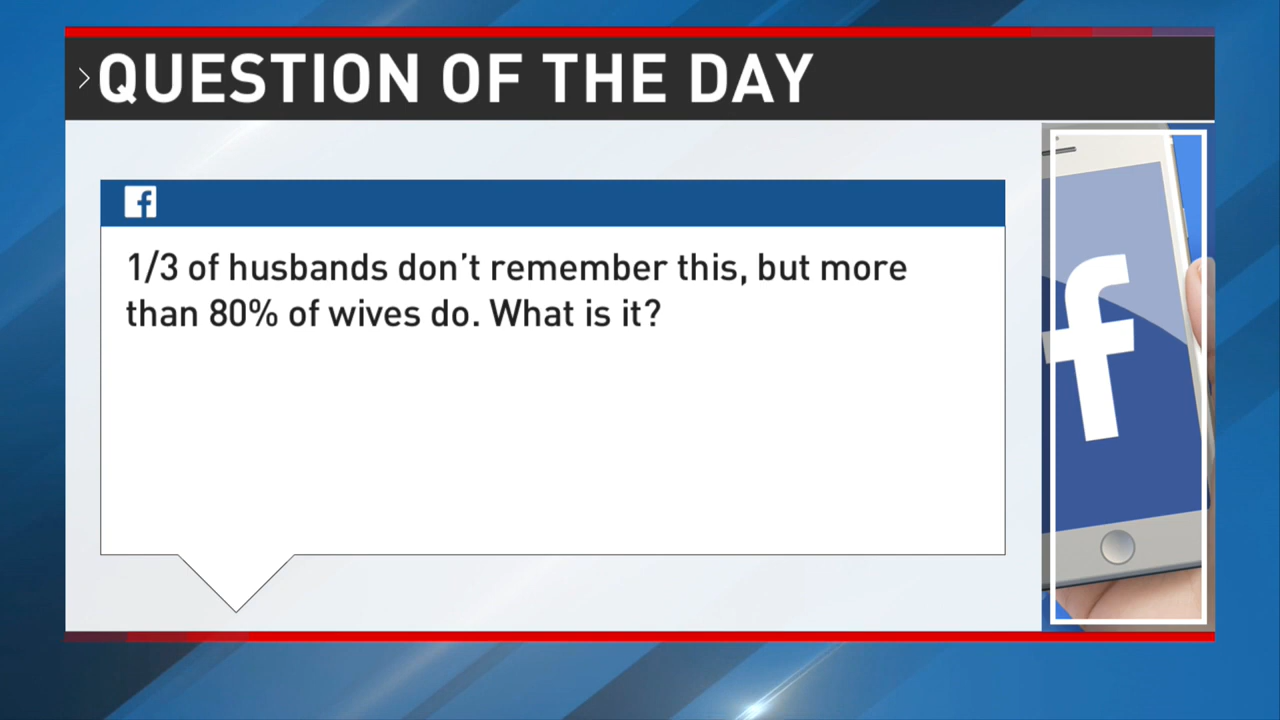 >QUESTION OF THE DAY
f
1/3 of husbands don’t remember this, but more
than 80% of wives do. What is it?
f